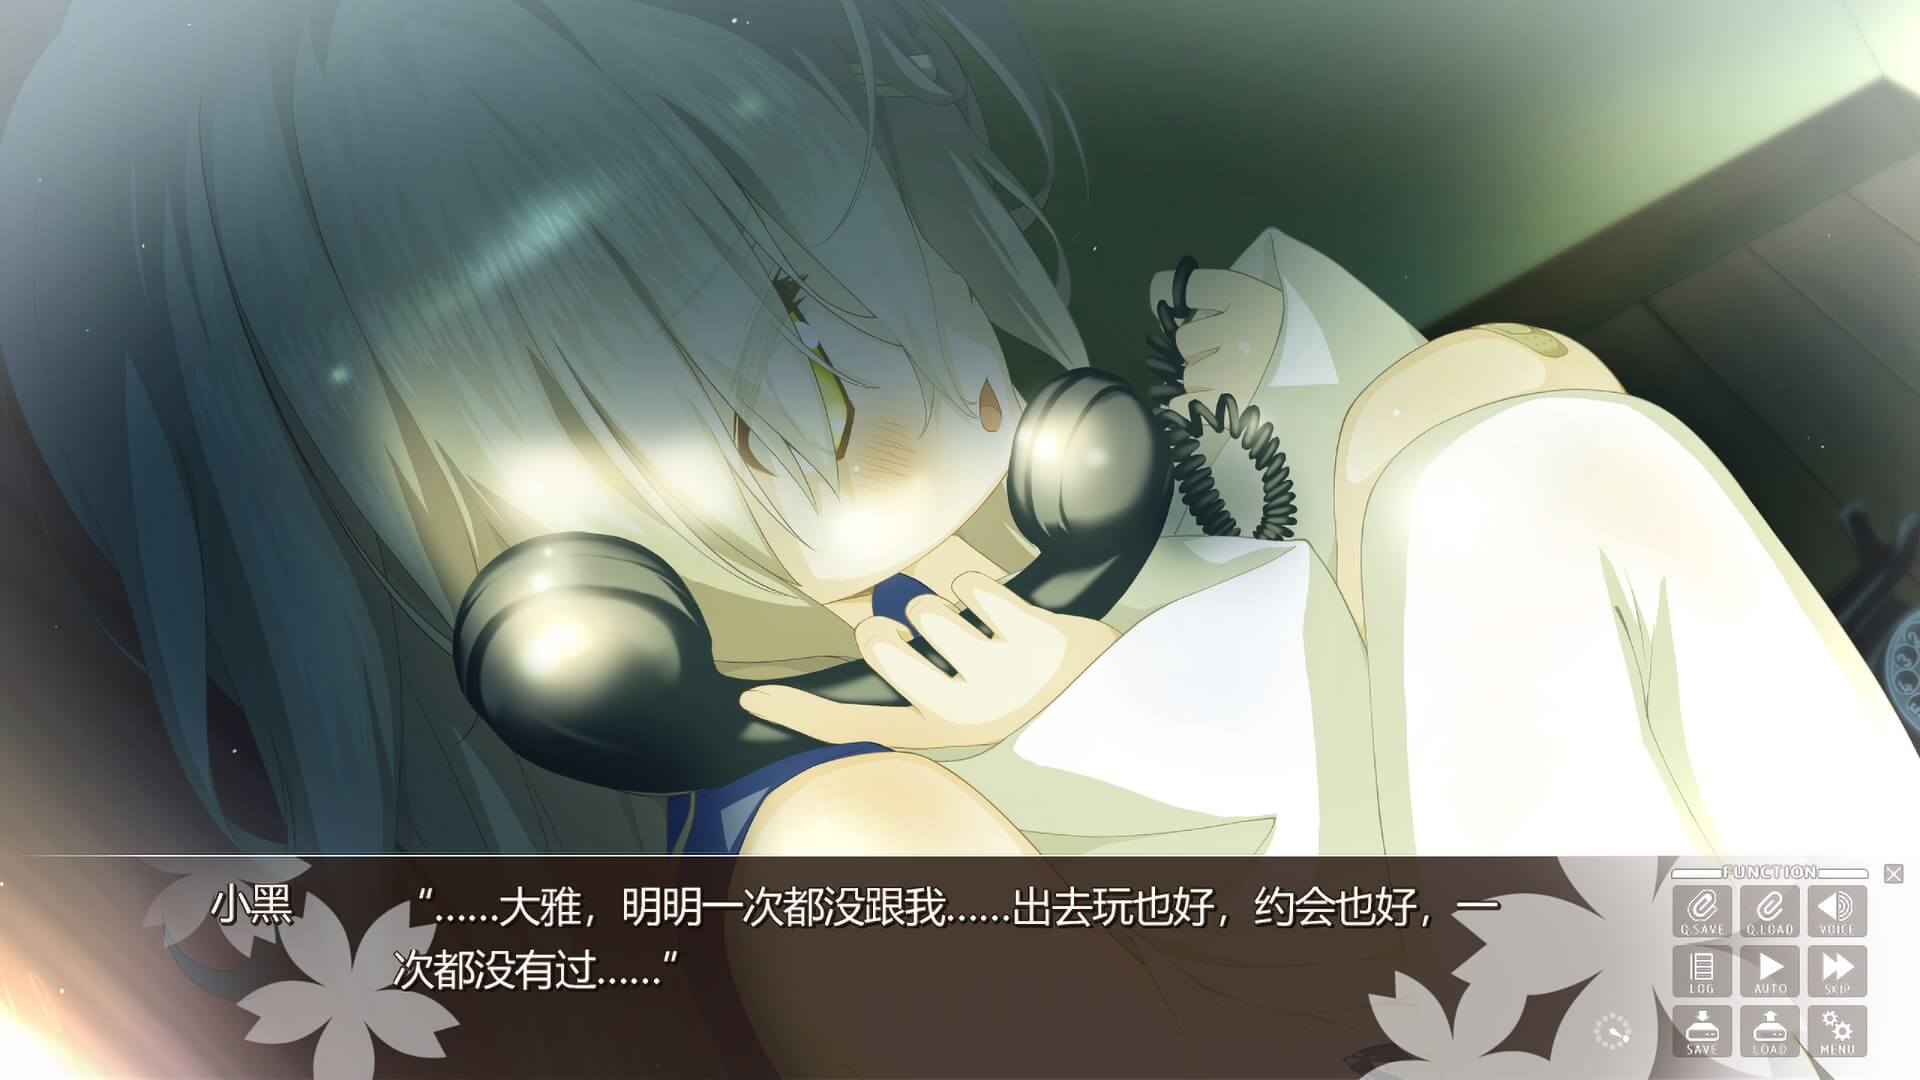 小黑
“……大雅，明明一次都没跟我……出去玩也好，约会也好，一
次都没有过……”
FUNCTION
Q.SAVE Q.LOAD VOICE
LOG AUTO SKIP
SAVE LOAD MENU